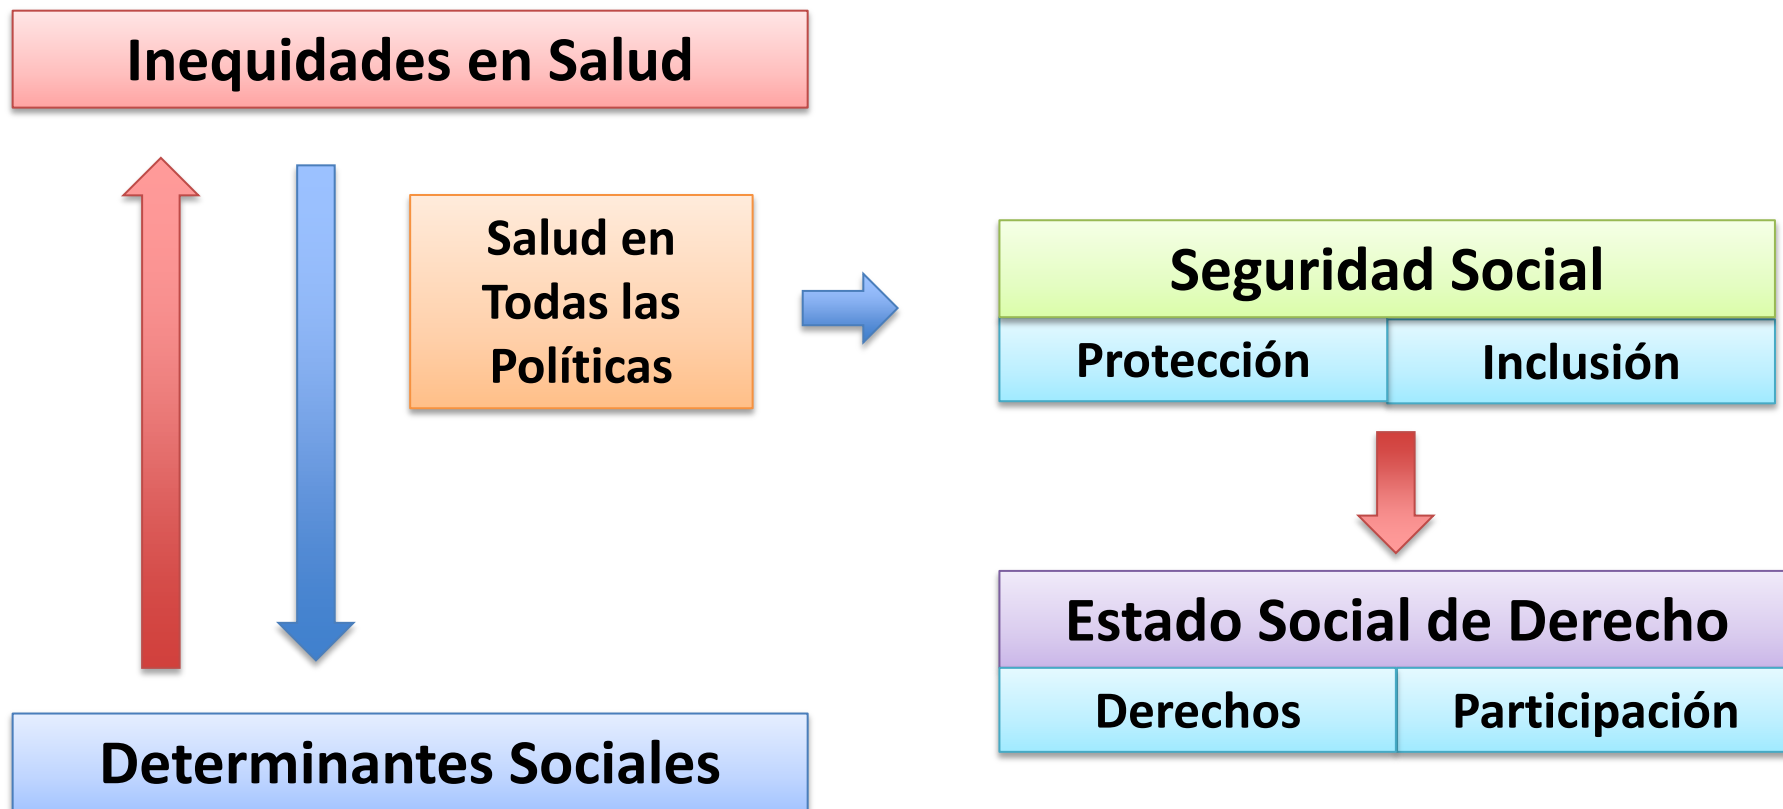 Inequidades en Salud
Salud en
Todas las
Políticas
Seguridad Social
Protección
Inclusión
Estado Social de Derecho
Derechos
Participación
Determinantes Sociales